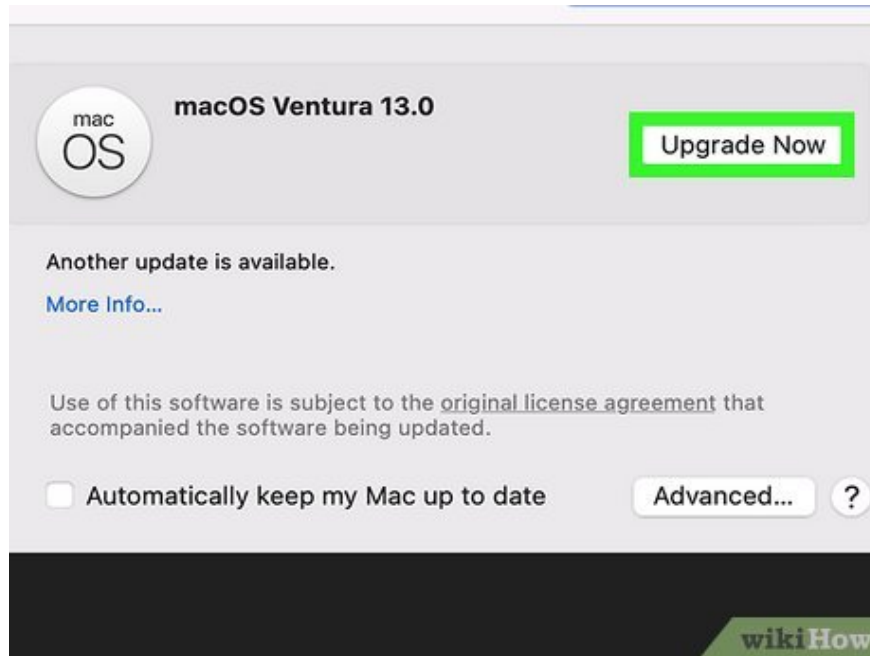 mac
OS
macOS Ventura 13.0
Upgrade Now
Another update is available.
More Info...
Use of this software is subject to the original license agreement that
accompanied the software being updated.
Automatically keep my Mac up to date
Advanced...
?
wikiHow